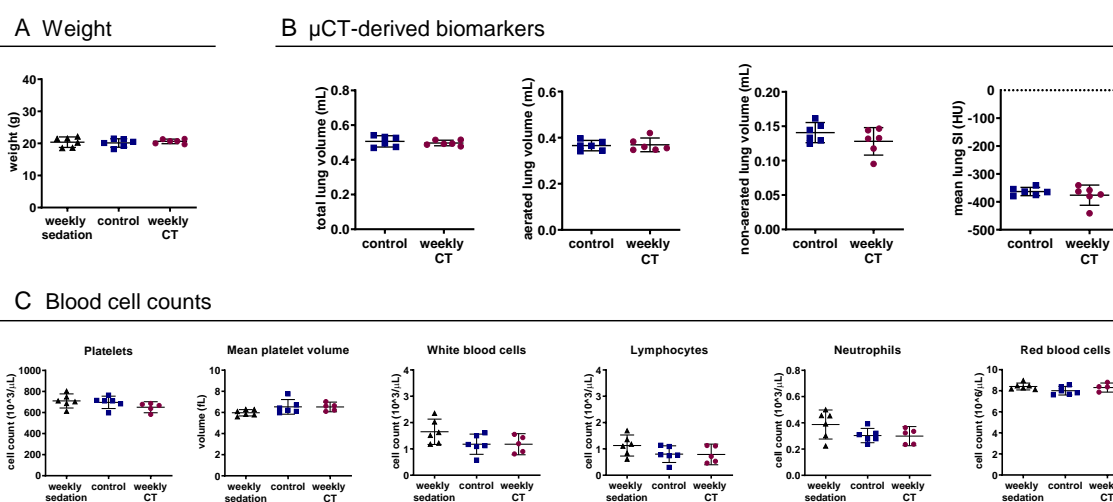 A Weight
B µCT-derived biomarkers
weight (g)
40
30
20
10
0
weekly
sedation
control
weekly
CT
total lung volume (mL)
0.8
0.6
0.4
0.2
0.0
control
weekly
CT
aerated lung volume (mL)
0.6
0.4
0.2
0.0
control
weekly
CT
non-aerated lung volume (mL)
0.20
0.15
0.10
0.05
0.00
control
weekly
CT
mean lung SI (HU)
0
-100
-200
-300
-400
-500
control
weekly
CT
C Blood cell counts
Platelets
cell count (10^3/µL)
1000
800
600
400
200
0
weekly
sedation
control
weekly
CT
Mean platelet volume
volume (fL)
10
8
6
4
2
0
weekly
sedation
control
weekly
CT
White blood cells
cell count (10^3/µL)
4
3
2
1
0
weekly
sedation
control
weekly
CT
Lymphocytes
cell count (10^3/µL)
4
3
2
1
0
weekly
sedation
control
weekly
CT
Neutrophils
cell count (10^3/µL)
0.8
0.6
0.4
0.2
0.0
weekly
sedation
control
weekly
CT
Red blood cells
cell count (10^6/µL)
10
8
6
4
2
0
weekly
sedation
control
weekly
CT